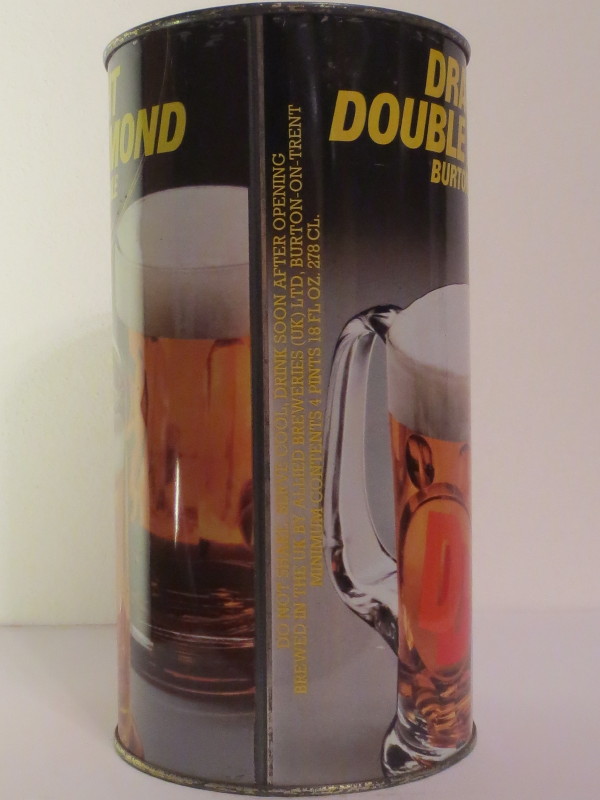 T
MOND
E
DO NOT SHAKE, SERVE COOL, DRINK SOON AFTER OPENING
BREWED IN THE UK BY ALLIED BREWERIES (UK) LTD, BURTON-ON-TRENT
MINIMUM CONTENTS 4 PINTS 18 FL OZ. 278 CL.
DRA
DOUBLE
BURTO
D